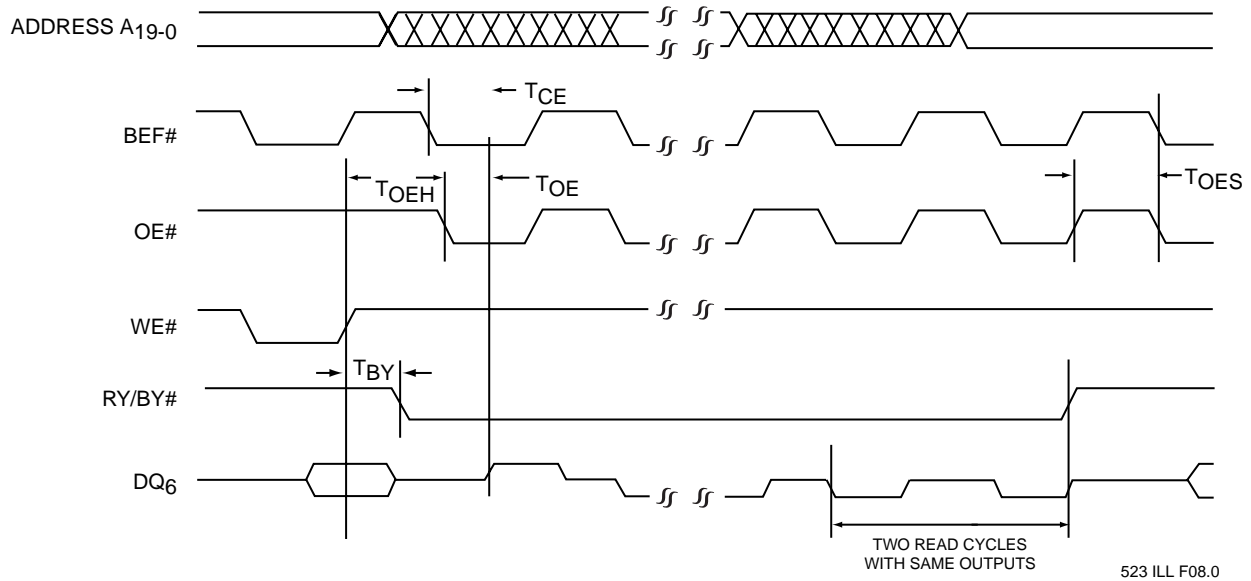 ADDRESS A19-0
TCE
BEF#
TOEH
TOE
TOES
OE#
WE#
TBY
RY/BY#
DQ6
TWO READ CYCLES
WITH SAME OUTPUTS
523 ILL F08.0